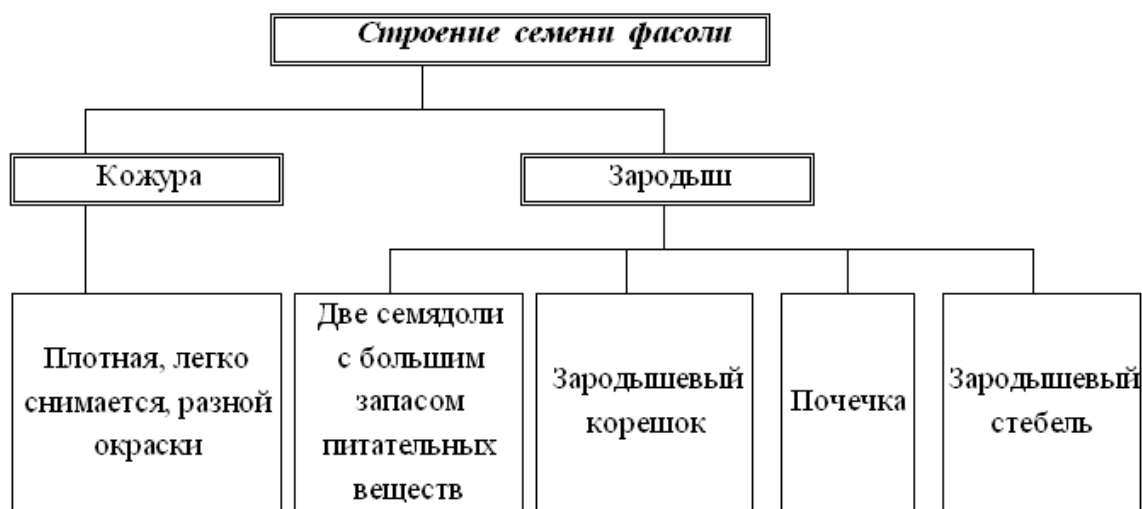 Строение семени фасоли
Кожура
Зародыш
Плотная, легко
снимается, разной
окраски
Две семядоли
с большим
запасом
питательных
веществ
Зародышевый
корешок
Почечка
Зародышевый
стебель